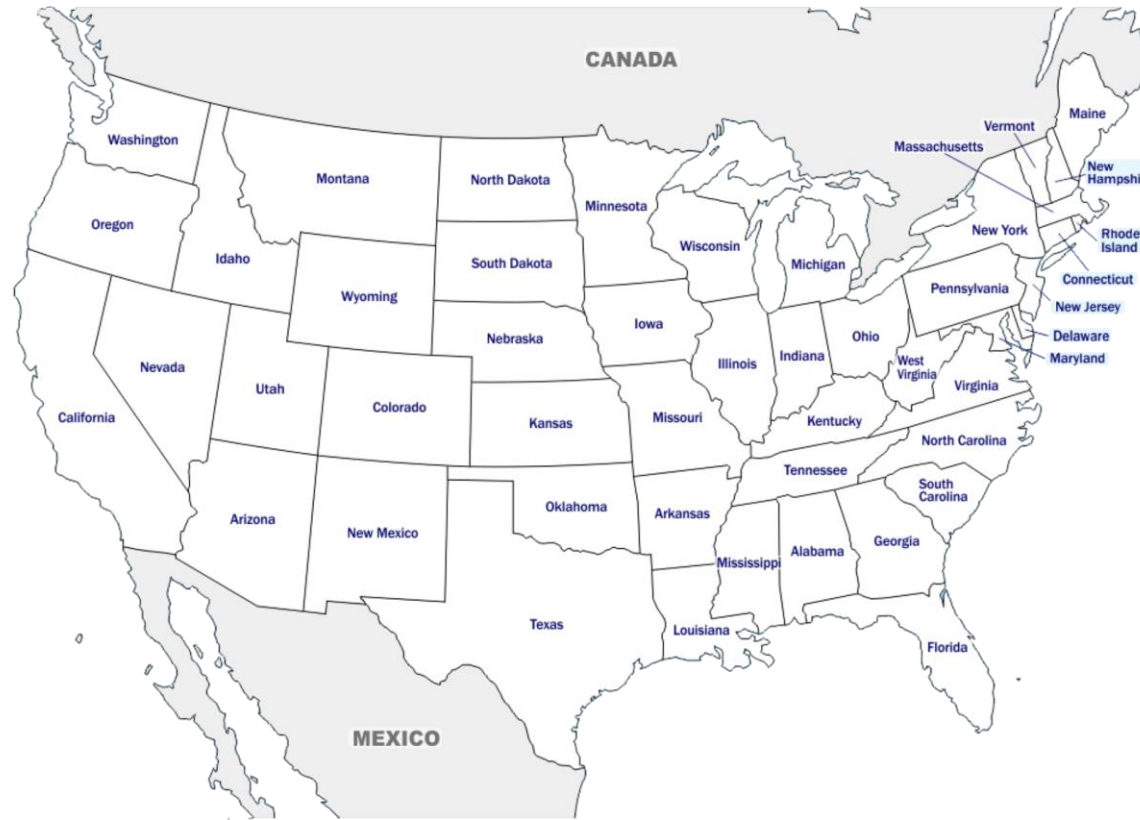 CANADA
Maine
Vermont
Massachusetts
Washington
New
Hampshi
Montana
North Dakota
Minnesota
Oregon
New York
Rhode
Island
Wisconsin
Idaho
South Dakota
Michigan
Connecticut
Wyoming
Pennsylvania
New Jersey
Iowa
Nebraska
Ohio
Delaware
Maryland
Nevada
Illinois
Indiana
West
Virginia
Utah
Virginia
Colorado
California
Missouri
Kansas
Kentucky
North Carolina
Tennessee
South
Carolina
Oklahoma
Arkansas
Arizona
New Mexico
Georgia
Alabama
Mississippi
Texas
Louisiana
Florida
MEXICO